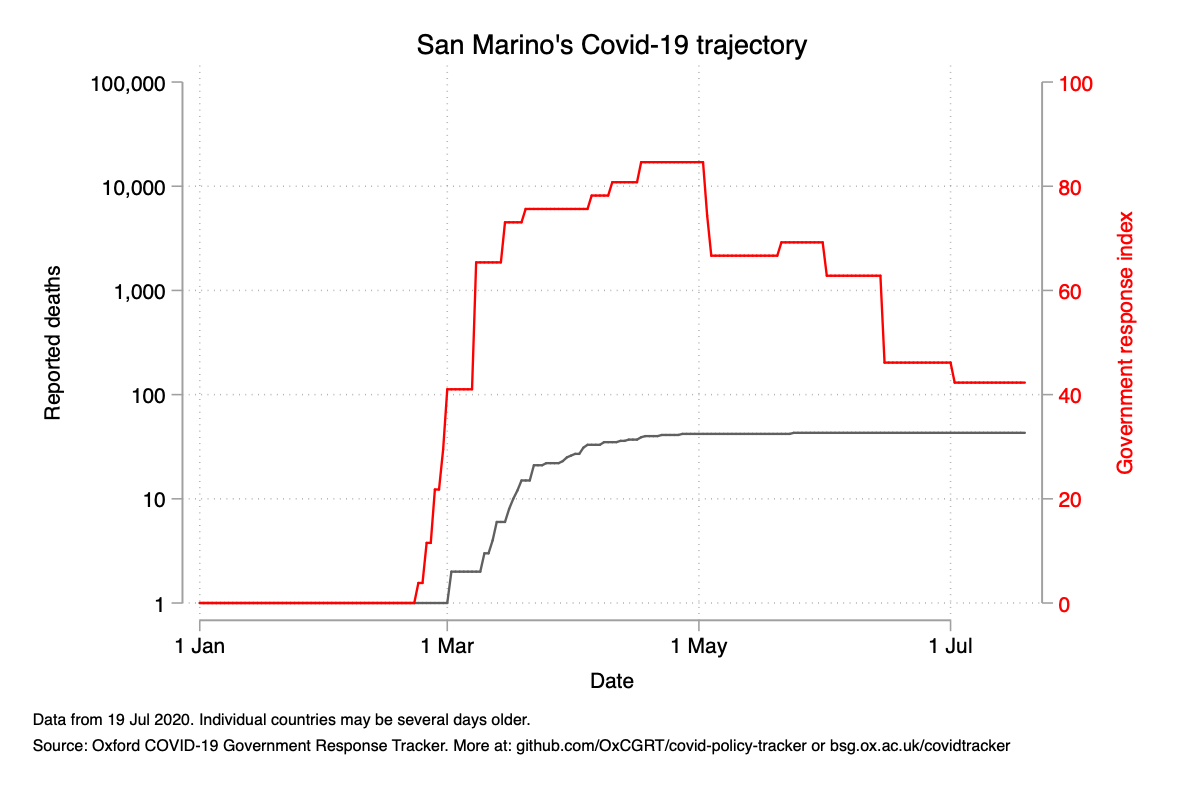 San Marino's Covid-19 trajectory
100,000
10,000
1,000
100
10
1
Reported deaths
100
80
60
40
20
0
Government response index
1 Jan
1 Mar
1 May
1 Jul
Date
Data from 19 Jul 2020. Individual countries may be several days older.
Source: Oxford COVID-19 Government Response Tracker. More at: github.com/OxCGRT/covid-policy-tracker or bsg.ox.ac.uk/covidtracker